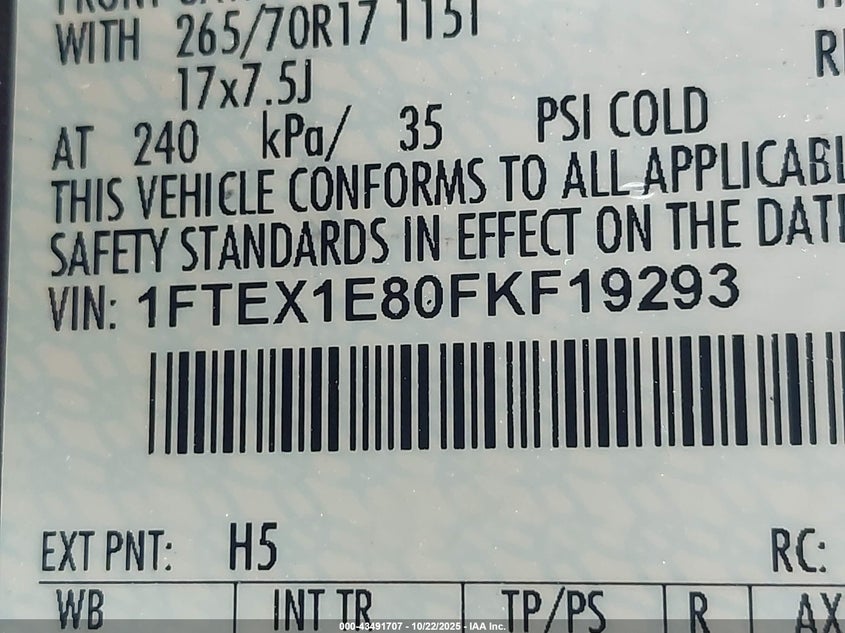 WITH 265/70R17 115T
17x7.5J
AT 240 kPa/ 35 PSI COLD
THIS VEHICLE CONFORMS TO ALL
SAFETY STANDARDS IN EFFECT ON THE
VIN: 1FTEX1E80FKF19293
EXT PNT: H5 RC:
WB INT TR TP/PS R
000-43491707 - 10/22/2025 - IAA Inc.